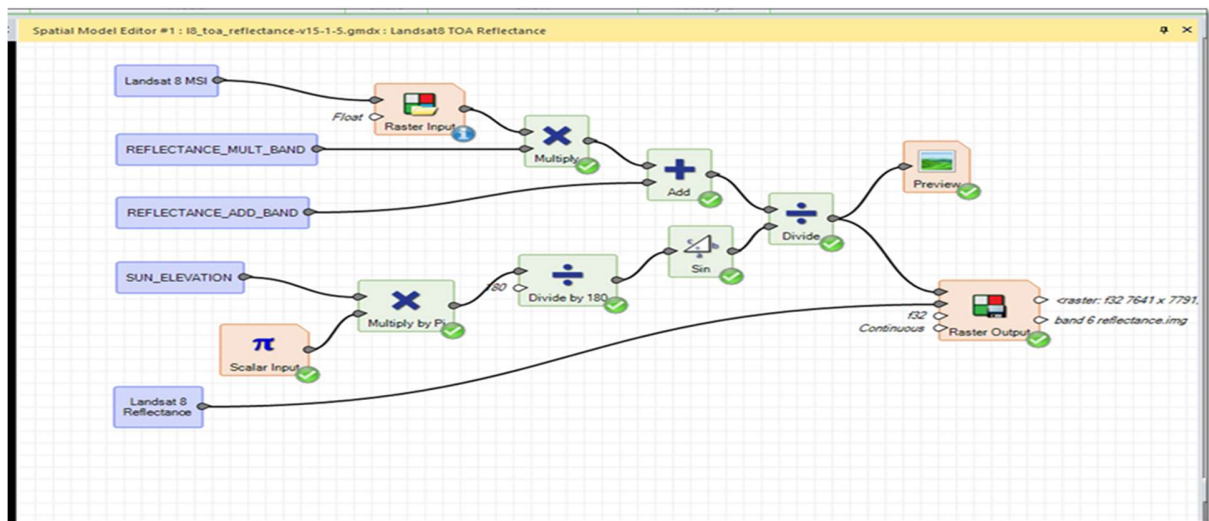 Spatial Model Editor #1 : l8_toa_reflectance-v15-1-5.gmdx : Landsat8 TOA Reflectance
Landsat 8 MSI
Float
Raster Input
REFLECTANCE_MULT_BAND
Multiply
REFLECTANCE_ADD_BAND
Add
Preview
Divide
SUN_ELEVATION
Sin
180
Divide by 180
Multiply by Pi
π
Scalar Input
f32
Continuous
Raster Output
<raster: f32 7641 x 7791,
band 6 reflectance.img
Landsat 8
Reflectance